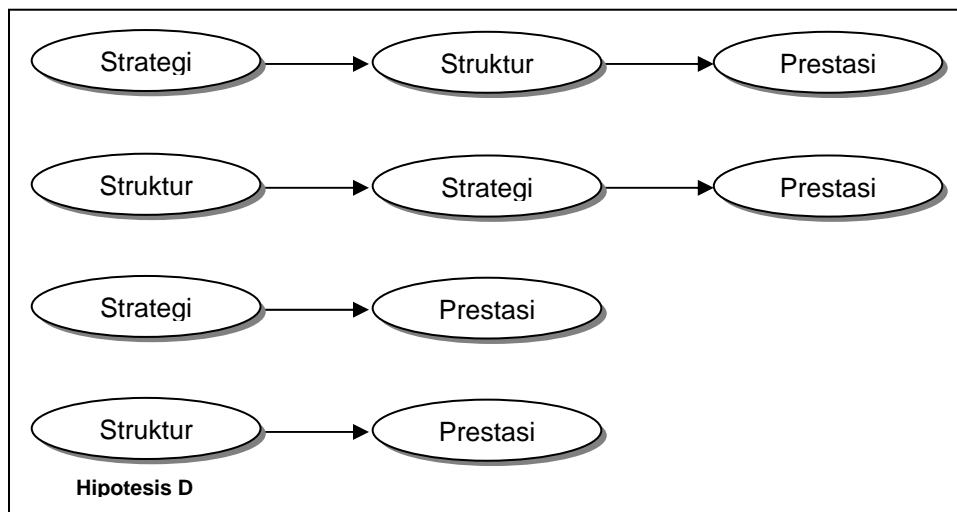 Strategi Struktur Prestasi
Struktur Strategi Prestasi
Strategi Prestasi
Struktur Prestasi
Hipotesis D